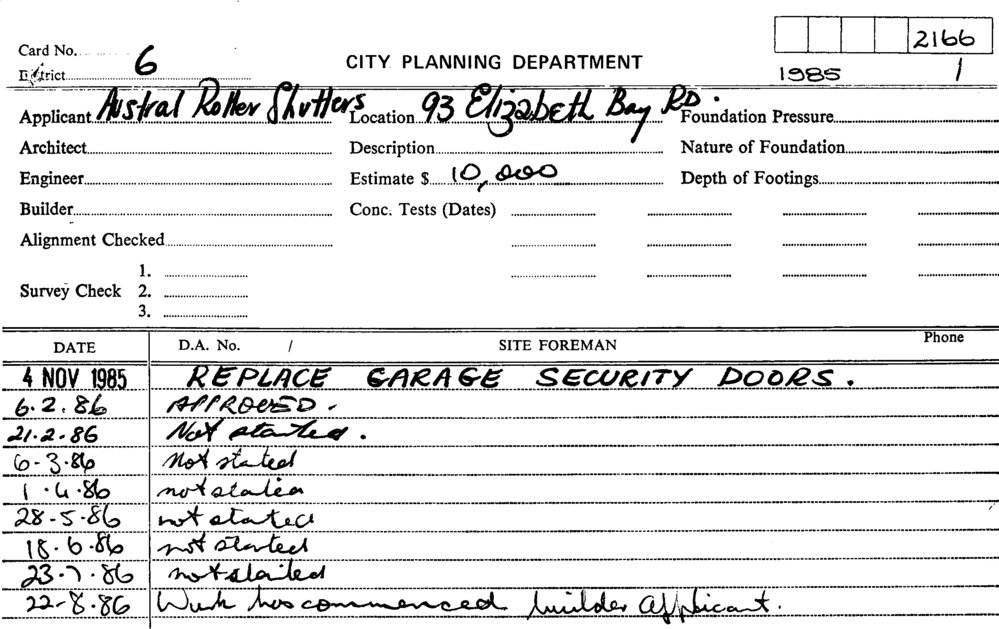 2166
Card No. 6
CITY PLANNING DEPARTMENT
District
1985 1
Applicant Austral Roller Shutters Location 93 Elizabeth Bay RD. Foundation Pressure
Architect Description Nature of Foundation
Engineer Estimate $ 10,000 Depth of Footings
Builder Conc. Tests (Dates)
Alignment Checked
1.
Survey Check 2.
3.
DATE D.A. No. / SITE FOREMAN Phone
4 NOV 1985 REPLACE GARAGE SECURITY DOORS.
6.2.86 APPROVED.
21.2.86 Not started.
6-3.86 Not started
1.4.86 not started
28-5-86 not started
18.6.86 not started
23-7.86 not started
22-8.86 Work has commenced builder applicant.